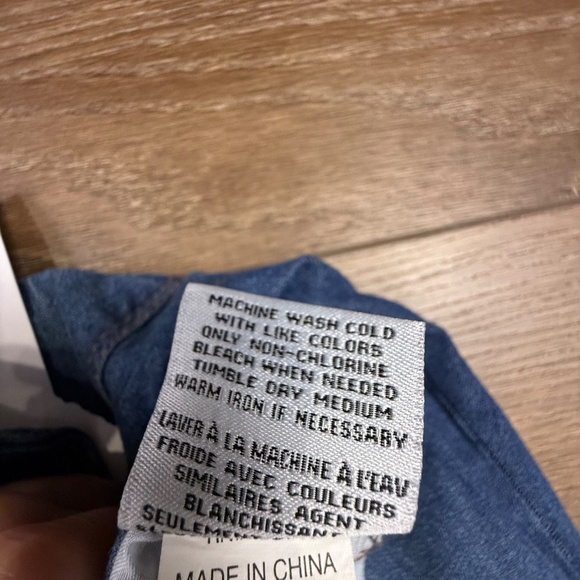 MACHINE WASH COLD
WITH LIKE COLORS
ONLY NON-CHLORINE
BLEACH WHEN NEEDED
TUMBLE DRY MEDIUM
WARM IRON IF NECESSARY
LAVER À LA MACHINE À L'EAU
FROIDE AVEC COULEURS
SIMILAIRES AGENT
BLANCHISSANT
SEULEMENT
MADE IN CHINA